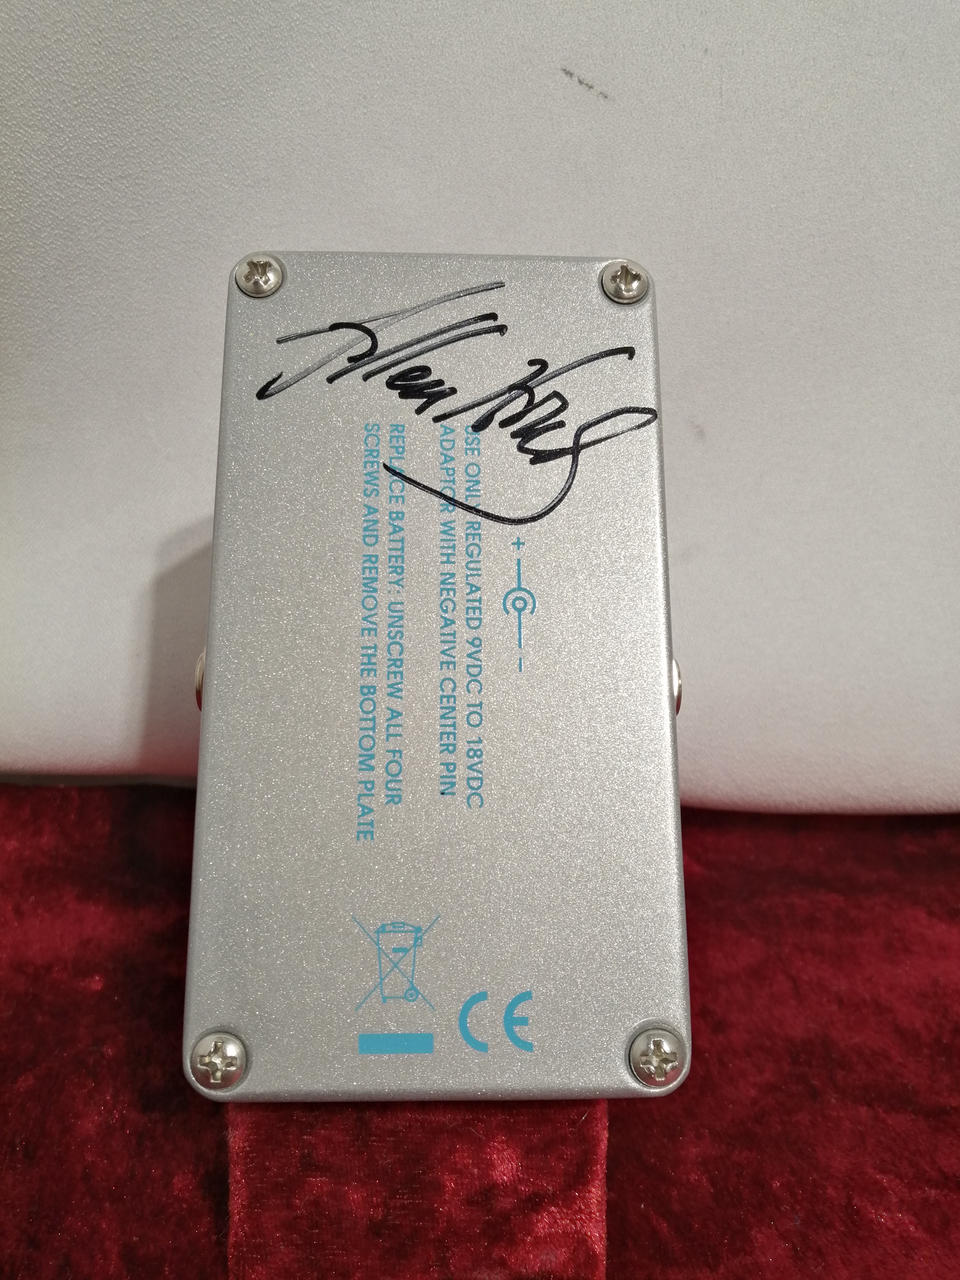 Allen
+ -
USE ONLY REGULATED 9VDC TO 18VDC
ADAPTOR WITH NEGATIVE CENTER PIN
REPLACE BATTERY: UNSCREW ALL FOUR
SCREWS AND REMOVE THE BOTTOM PLATE
CE